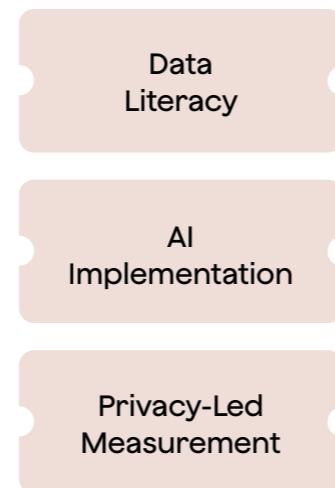 Data
Literacy
AI
Implementation
Privacy-Led
Measurement